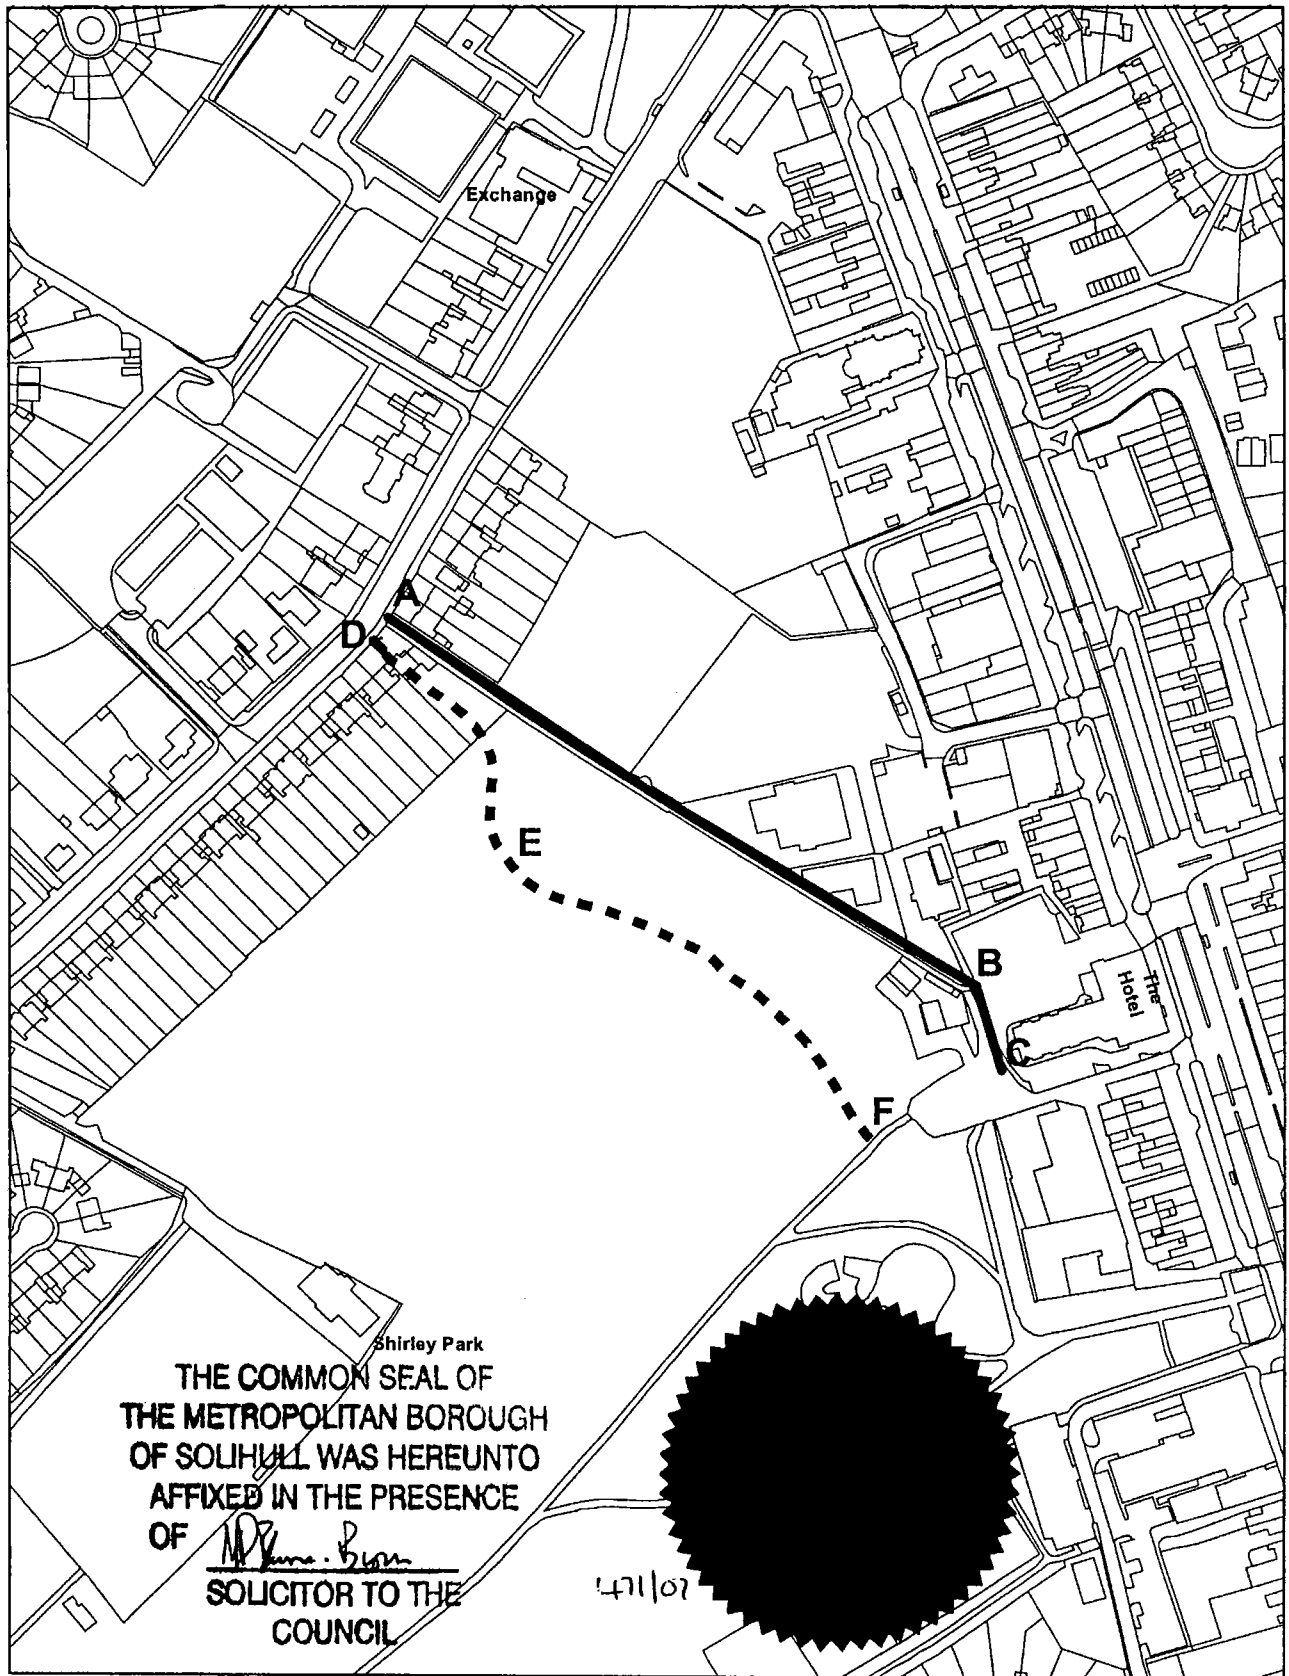 Exchange
A
D
E
B
The
Hotel
C
F
Shirley Park
THE COMMON SEAL OF
THE METROPOLITAN BOROUGH
OF SOLIHULL WAS HEREUNTO
AFFIXED IN THE PRESENCE
OF
SOLICITOR TO THE
COUNCIL